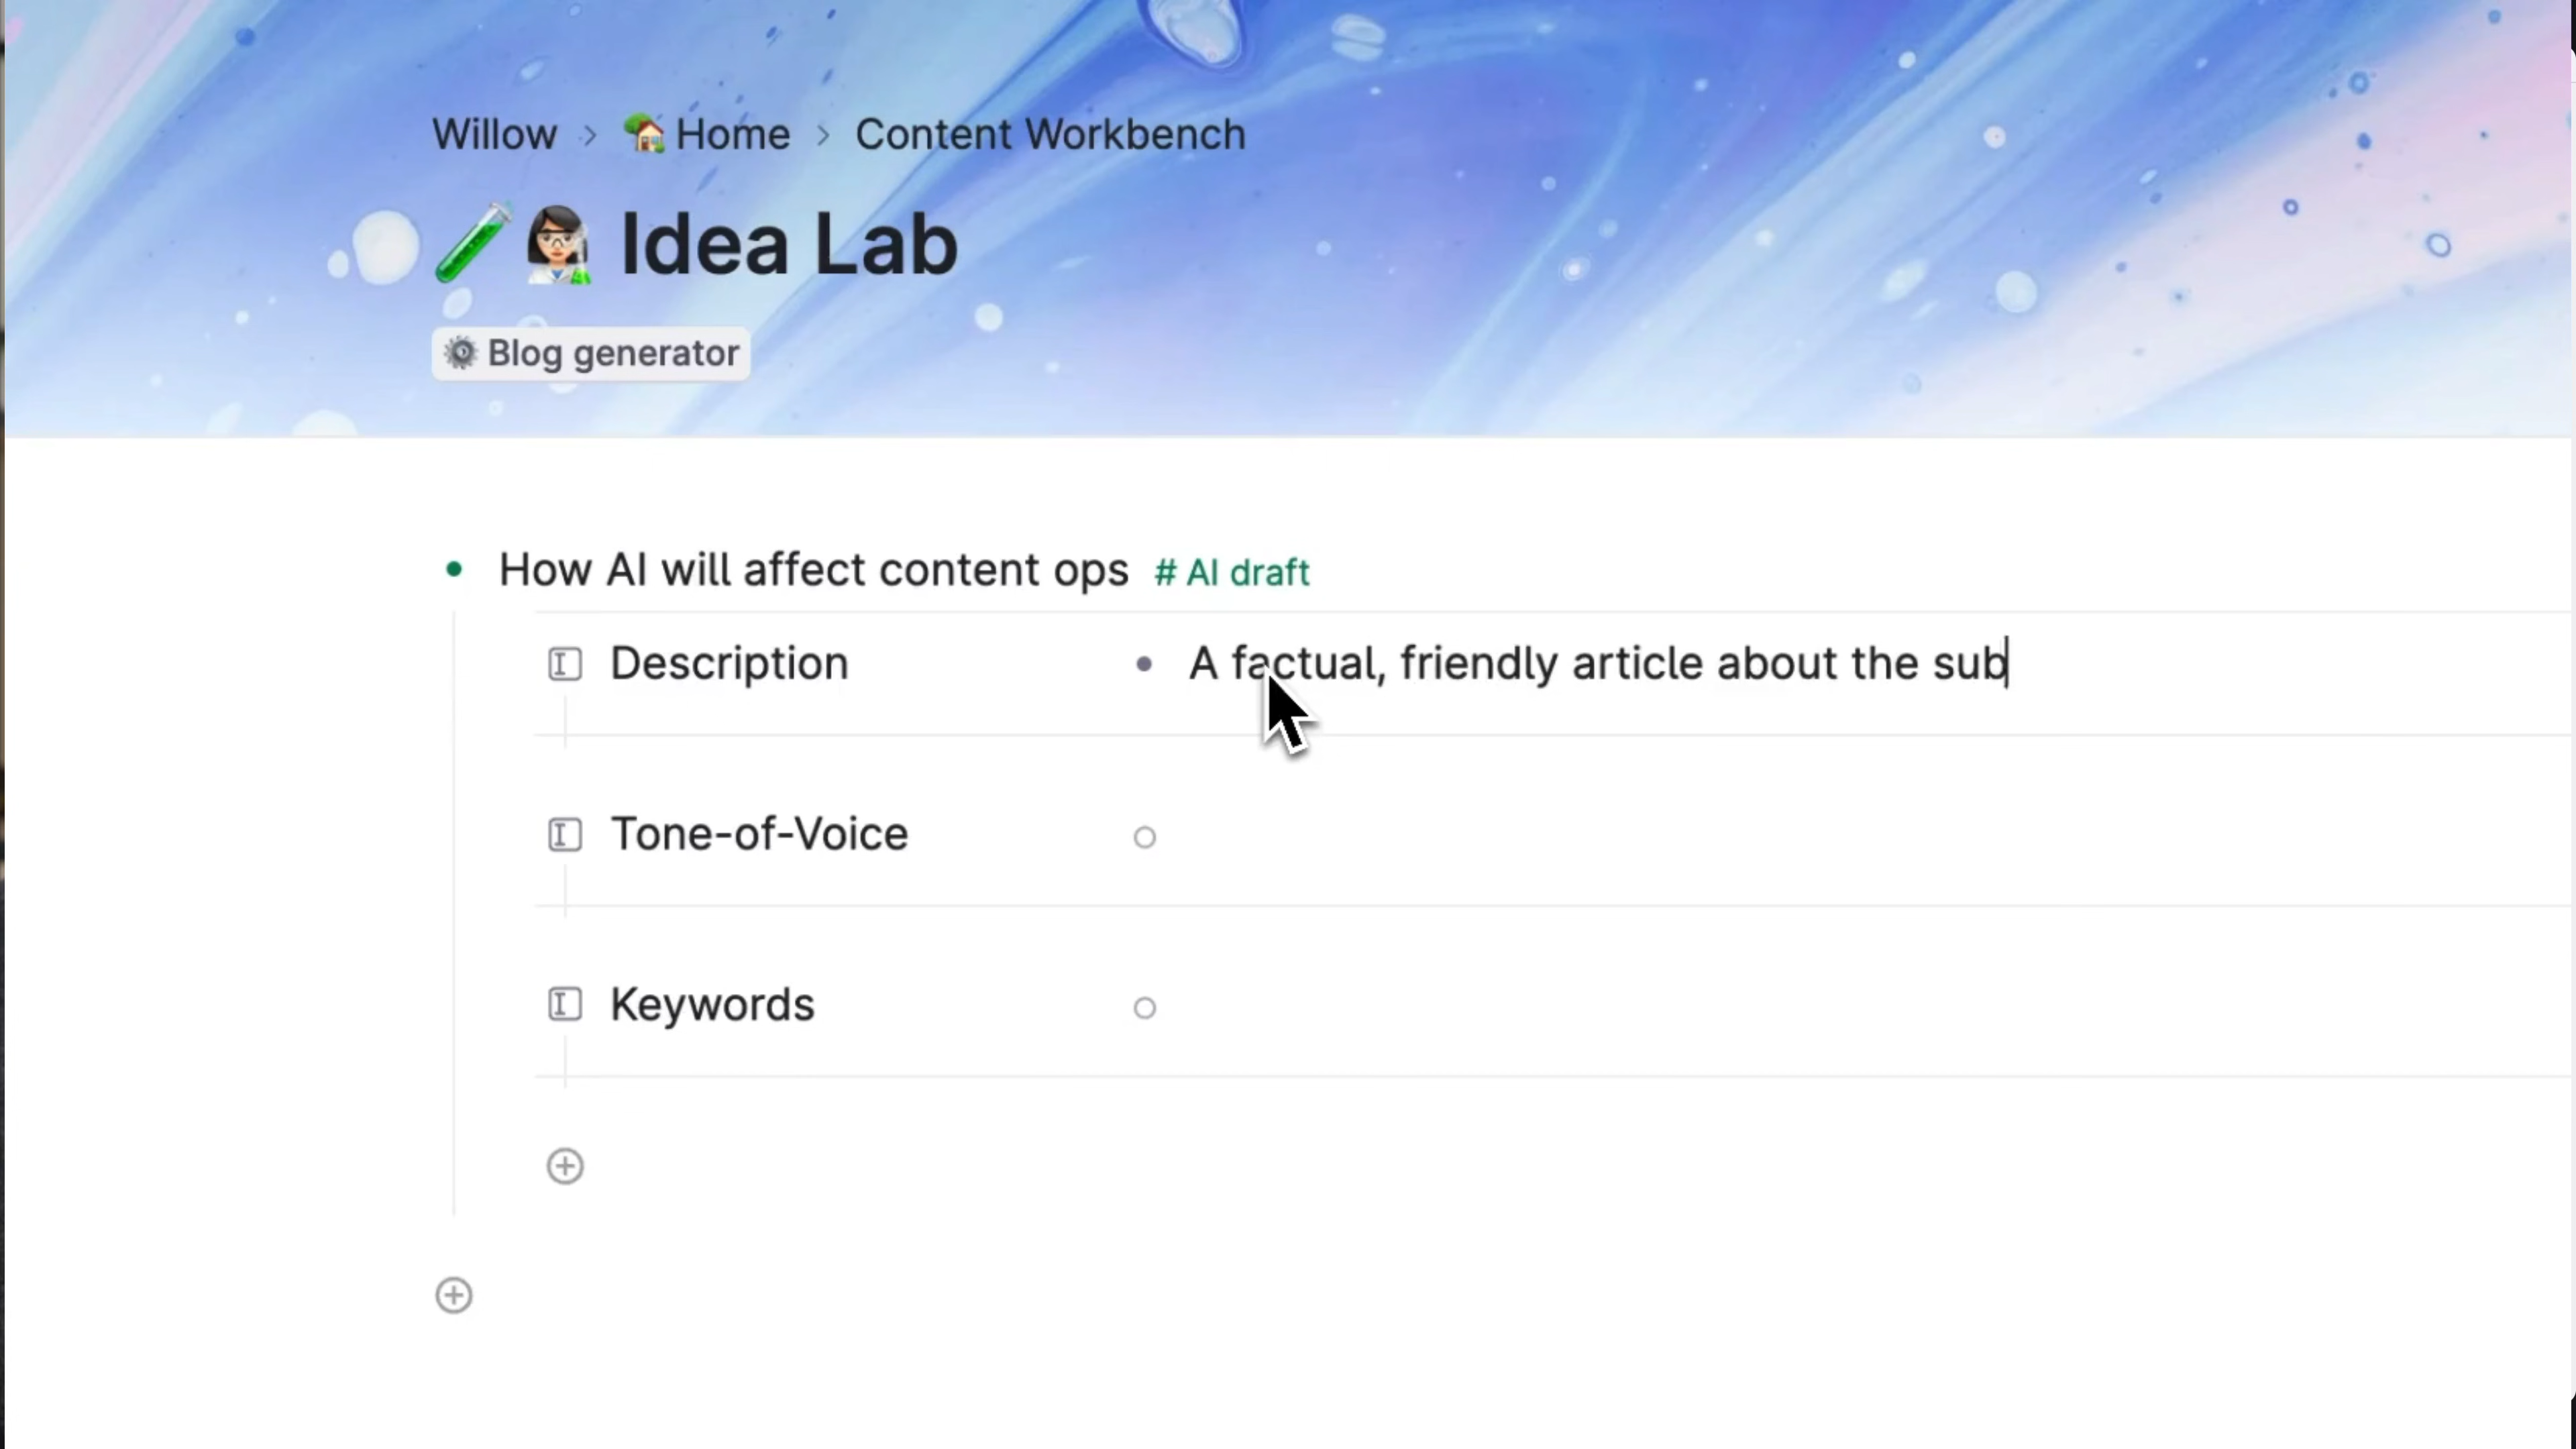 Willow > Home > Content Workbench
Idea Lab
Blog generator
How AI will affect content ops # AI draft
Description
A factual, friendly article about the sub
Tone-of-Voice
Keywords